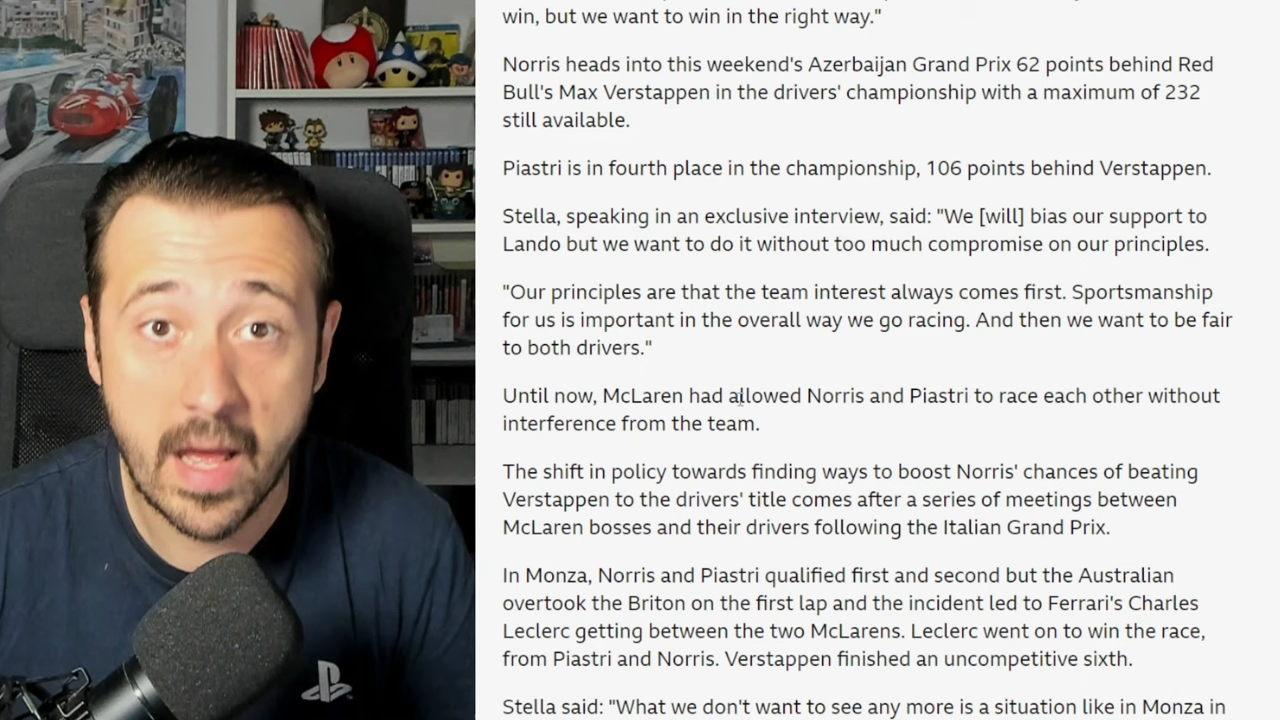 win, but we want to win in the right way."
Norris heads into this weekend's Azerbaijan Grand Prix 62 points behind Red
Bull's Max Verstappen in the drivers' championship with a maximum of 232
still available.
Piastri is in fourth place in the championship, 106 points behind Verstappen.
Stella, speaking in an exclusive interview, said: "We [will] bias our support to
Lando but we want to do it without too much compromise on our principles.
"Our principles are that the team interest always comes first. Sportsmanship
for us is important in the overall way we go racing. And then we want to be fair
to both drivers."
Until now, McLaren had allowed Norris and Piastri to race each other without
interference from the team.
The shift in policy towards finding ways to boost Norris' chances of beating
Verstappen to the drivers' title comes after a series of meetings between
McLaren bosses and their drivers following the Italian Grand Prix.
In Monza, Norris and Piastri qualified first and second but the Australian
overtook the Briton on the first lap and the incident led to Ferrari's Charles
Leclerc getting between the two McLarens. Leclerc went on to win the race,
from Piastri and Norris. Verstappen finished an uncompetitive sixth.
Stella said: "What we don't want to see any more is a situation like in Monza in